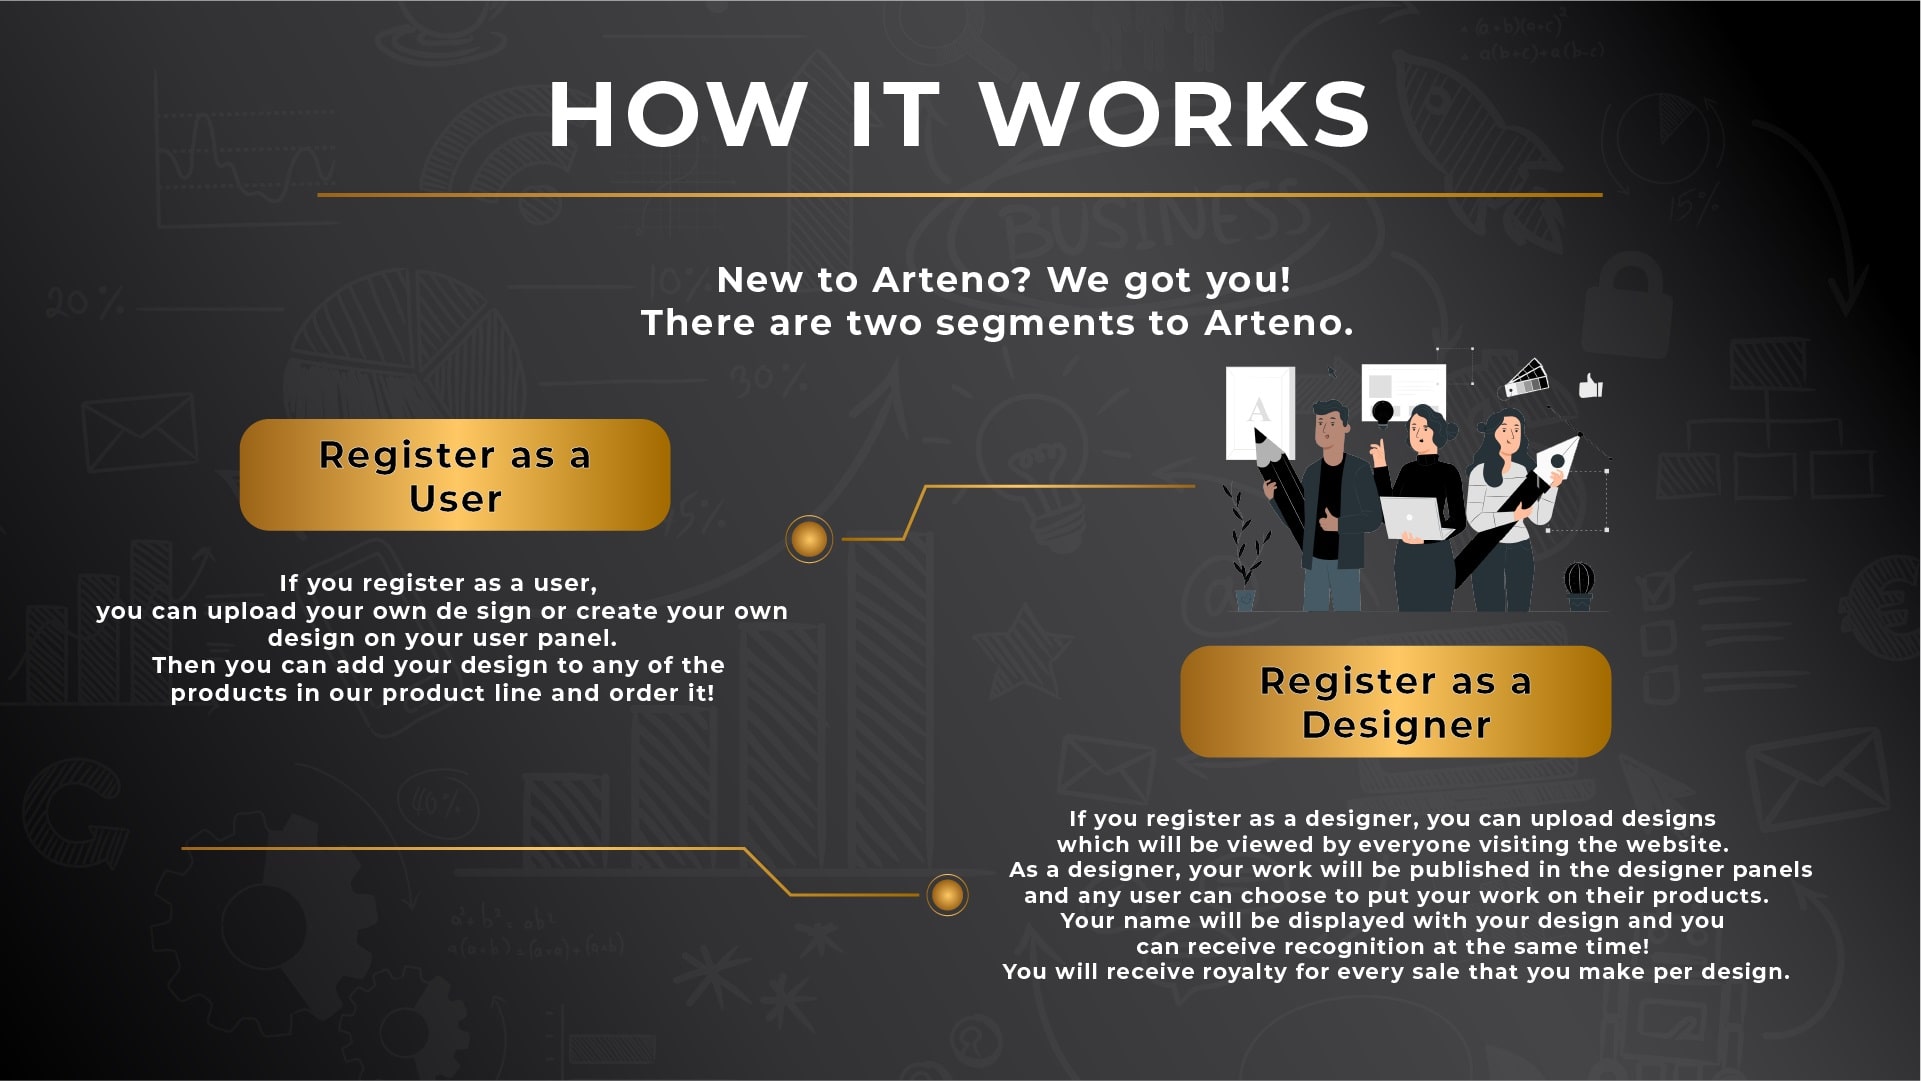 HOW IT WORKS
New to Arteno? We got you!
There are two segments to Arteno.
Register as a
User
If you register as a user,
you can upload your own de sign or create your own
design on your user panel.
Then you can add your design to any of the
products in our product line and order it!
A
Register as a
Designer
If you register as a designer, you can upload designs
which will be viewed by everyone visiting the website.
As a designer, your work will be published in the designer panels
and any user can choose to put your work on their products.
Your name will be displayed with your design and you
can receive recognition at the same time!
You will receive royalty for every sale that you make per design.
BUSINESS
20%
10%
30%
15%
40%